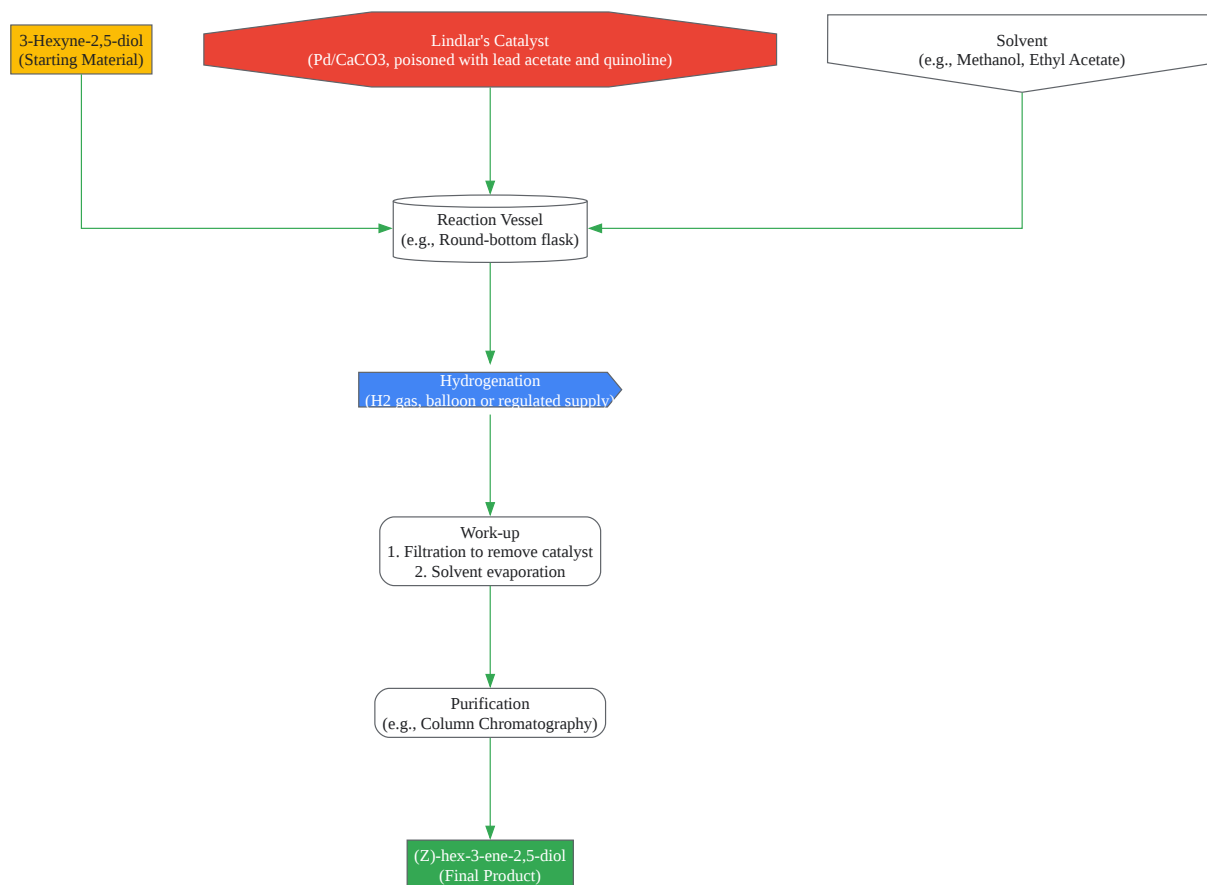 3-Hexyne-2,5-diol
(Starting Material)
Lindlar's Catalyst
(Pd/CaCO3, poisoned with lead acetate and quinoline)
Solvent
(e.g., Methanol, Ethyl Acetate)
Reaction Vessel
(e.g., Round-bottom flask)
Hydrogenation
(H2 gas, balloon or regulated supply)
Work-up
1. Filtration to remove catalyst
2. Solvent evaporation
Purification
(e.g., Column Chromatography)
(Z)-hex-3-ene-2,5-diol
(Final Product)